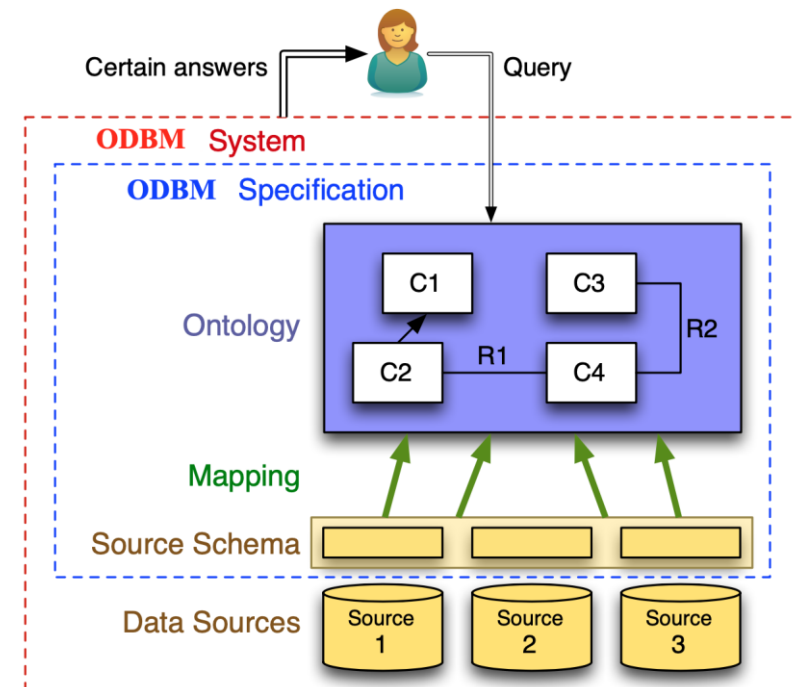 Certain answers
Query
ODBM System
ODBM Specification
Ontology
C1
C3
C2
R1
C4
R2
Mapping
Source Schema
Data Sources
Source
1
Source
2
Source
3